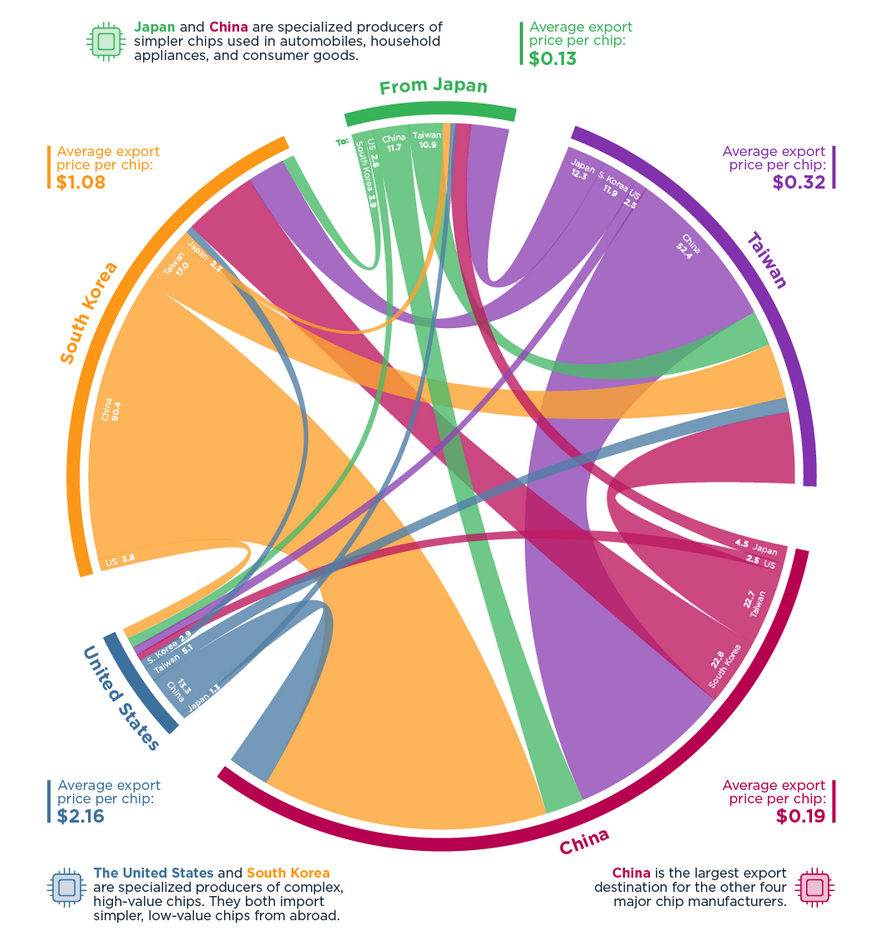 Japan and China are specialized producers of
simpler chips used in automobiles, household
appliances, and consumer goods.
Average export
price per chip:
$0.13
From Japan
To:
South Korea 3.9
US 2.6
China
11.7
Taiwan
10.9
Average export
price per chip:
$1.08
South Korea
Taiwan
17.0
Japan 2.3
China
90.4
US 3.8
Average export
price per chip:
$0.32
Taiwan
Japan
12.3
S. Korea
11.9
US
2.5
China
52.4
4.5 Japan
2.5 US
22.7
Taiwan
22.8
South Korea
China
United States
S. Korea 2.9
Taiwan 5.1
13.3
China
Japan 1.3
Average export
price per chip:
$2.16
Average export
price per chip:
$0.19
The United States and South Korea
are specialized producers of complex,
high-value chips. They both import
simpler, low-value chips from abroad.
China is the largest export
destination for the other four
major chip manufacturers.